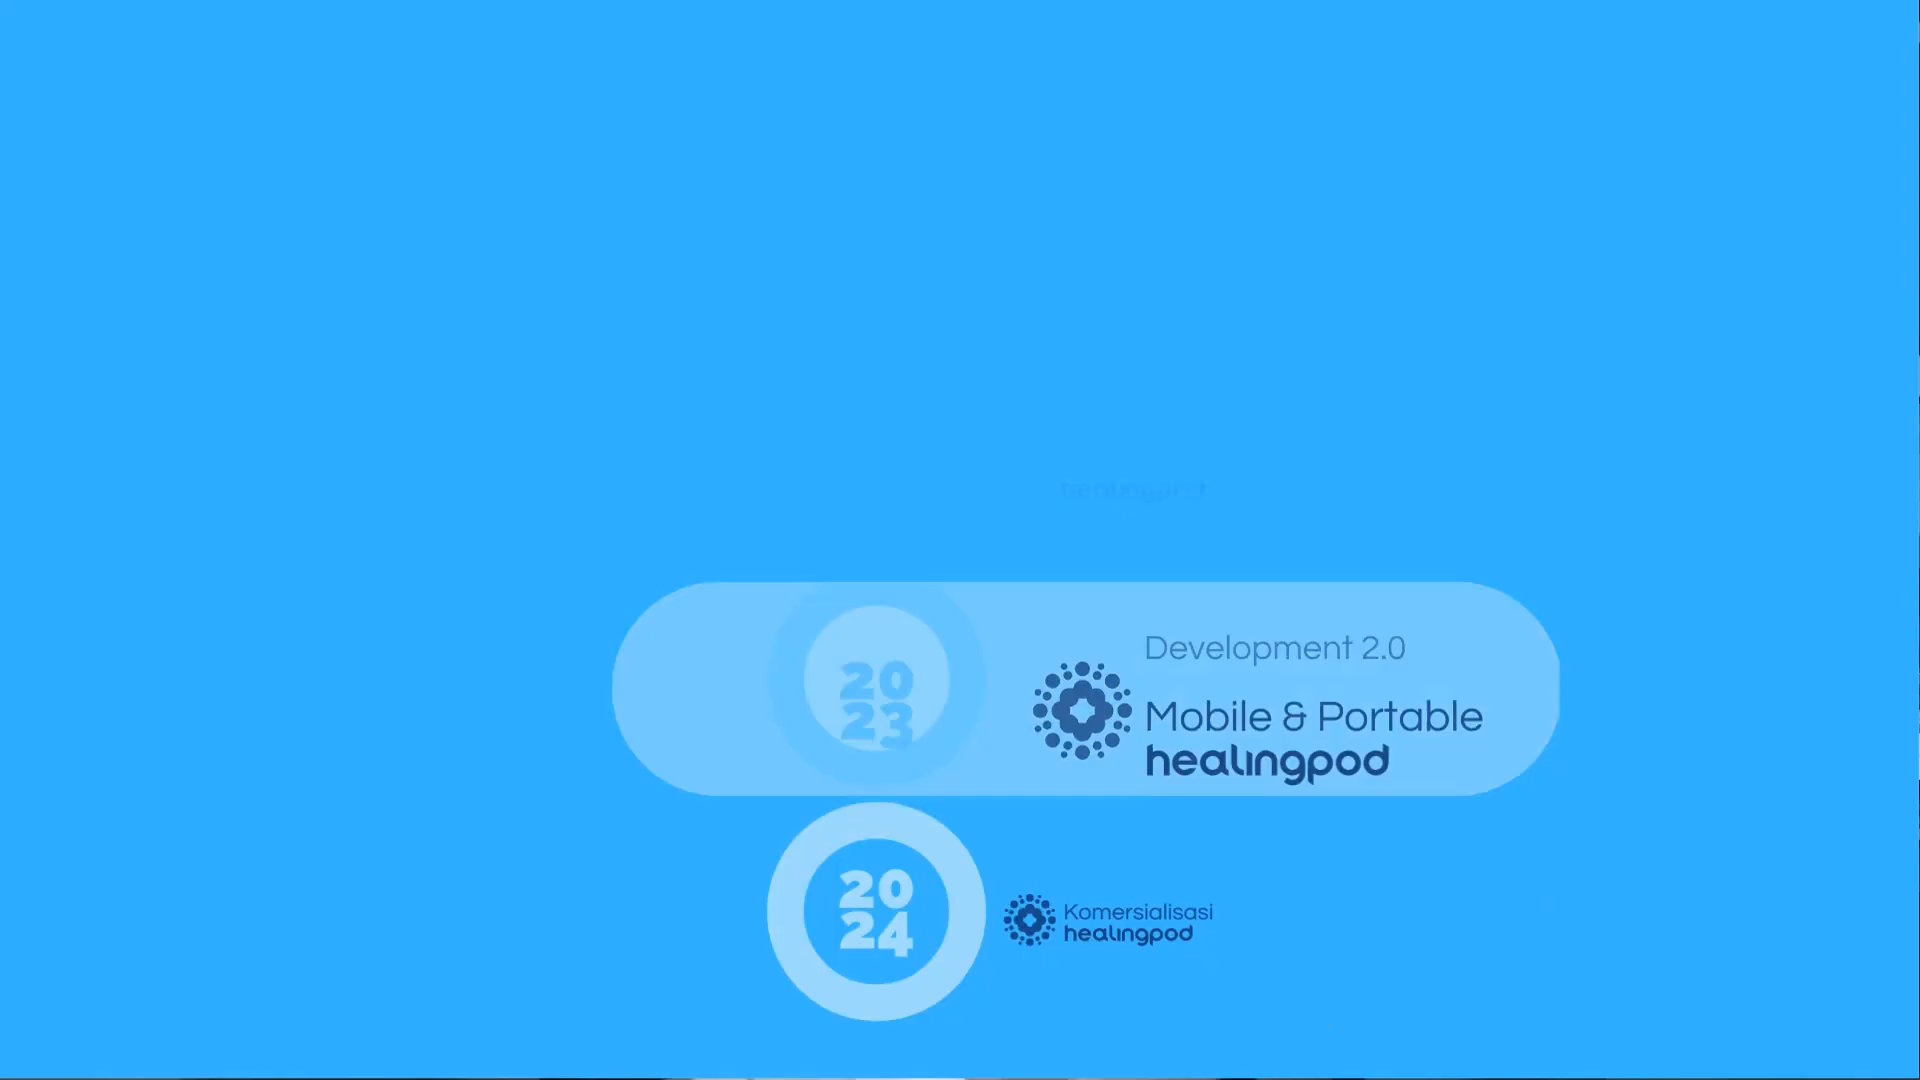 20
23
Development 2.0
Mobile & Portable
healingpod
20
24
Komersialisasi
healingpod